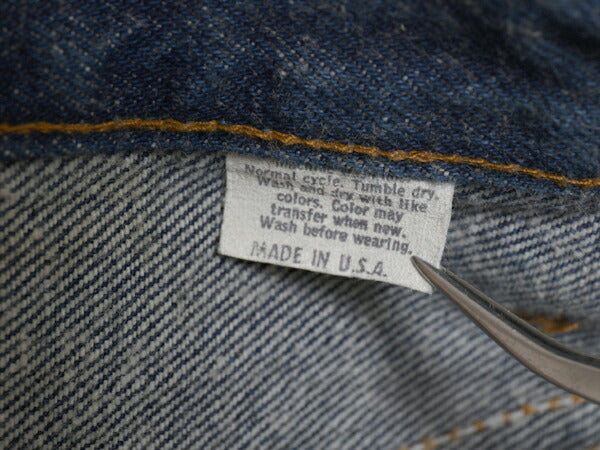 Normal cycle. Tumble dry.
Wash and dry with like
colors. Color may
transfer when new.
Wash before wearing.
MADE IN U.S.A.